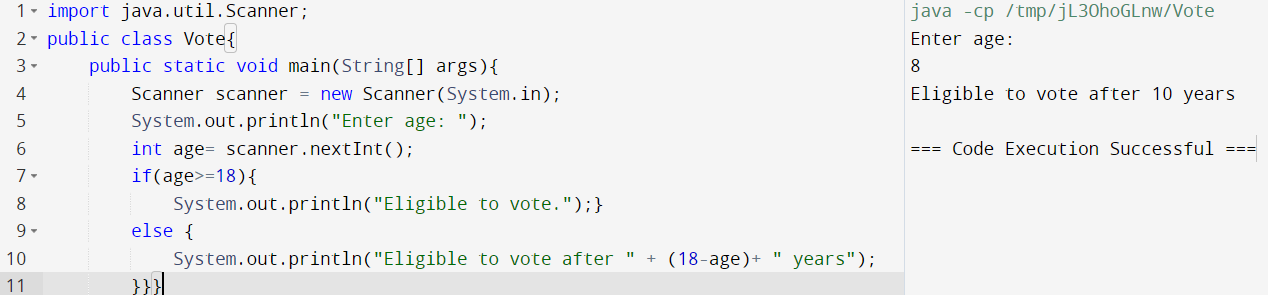 1 import java.util.Scanner;
2 public class Vote{
3 public static void main(String[] args){
4 Scanner scanner = new Scanner(System.in);
5 System.out.println("Enter age: ");
6 int age= scanner.nextInt();
7 if(age>=18){
8 System.out.println("Eligible to vote.");}
9 else {
10 System.out.println("Eligible to vote after " + (18-age)+ " years");
11 }}}
java -cp /tmp/jL3OhoGLnw/Vote
Enter age:
8
Eligible to vote after 10 years
=== Code Execution Successful ===